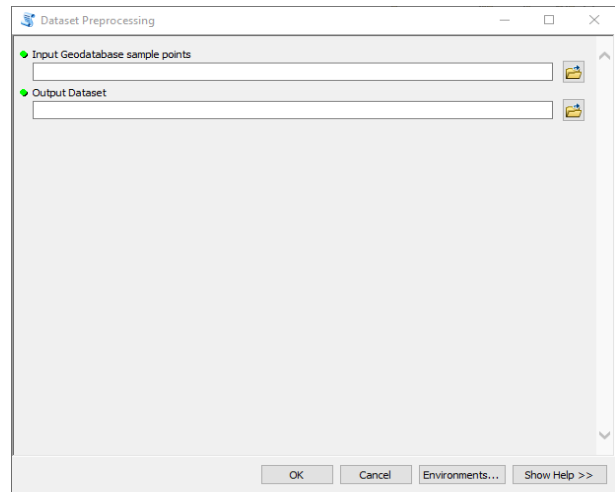 Dataset Preprocessing
Input Geodatabase sample points
Output Dataset
OK Cancel Environments... Show Help >>